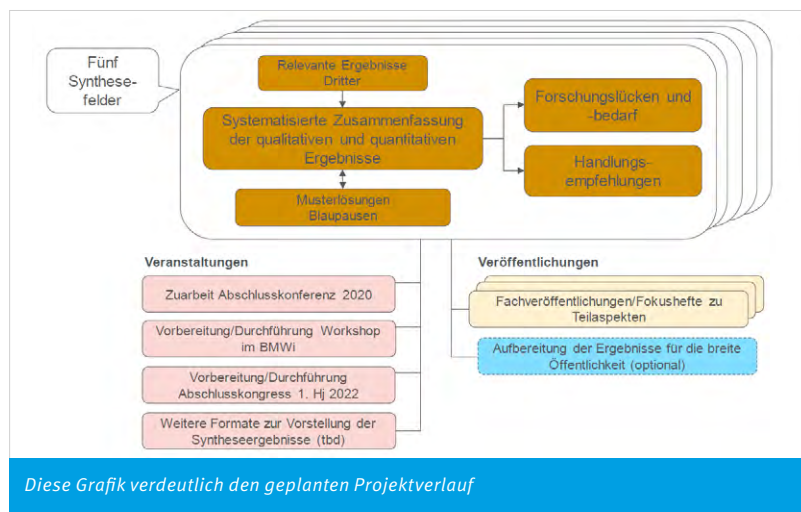 Fünf
Synthese-
felder
Relevante Ergebnisse
Dritter
Systematisierte Zusammenfassung
der qualitativen und quantitativen
Ergebnisse
Musterlösungen
Blaupausen
Forschungslücken und
-bedarf
Handlungs-
empfehlungen
Veranstaltungen
Zuarbeit Abschlusskonferenz 2020
Vorbereitung/Durchführung Workshop
im BMWi
Vorbereitung/Durchführung
Abschlusskongress 1. Hj 2022
Weitere Formate zur Vorstellung der
Syntheseergebnisse (tbd)
Veröffentlichungen
Fachveröffentlichungen/Fokushefte zu
Teilaspekten
Aufbereitung der Ergebnisse für die breite
Öffentlichkeit (optional)
Diese Grafik verdeutlich den geplanten Projektverlauf